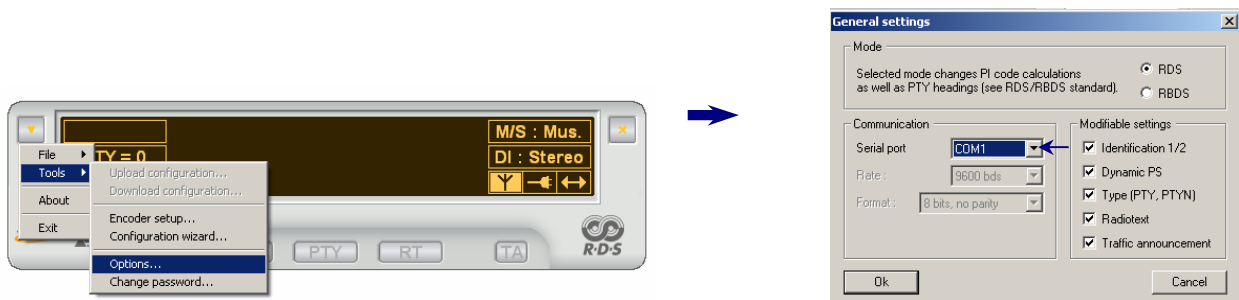 M/S : Mus.
PTY = 0
DI : Stereo
File
Tools
About
Exit
Upload configuration...
Download configuration...
Encoder setup...
Configuration wizard...
Options...
Change password...
PTY
RT
TA
R·D·S
General settings
Mode
Selected mode changes PI code calculations
as well as PTY headings (see RDS/RBDS standard).
RDS
RBDS
Communication
Serial port
COM1
Rate :
9600 bds
Format :
8 bits, no parity
Modifiable settings
Identification 1/2
Dynamic PS
Type (PTY, PTYN)
Radiotext
Traffic announcement
Ok
Cancel